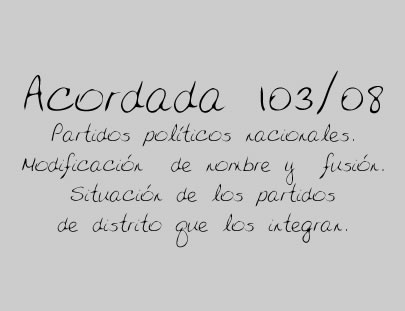 Acordada 103/08
Partidos políticos nacionales.
Modificación de nombre y fusión.
Situación de los partidos
de distrito que los integran.